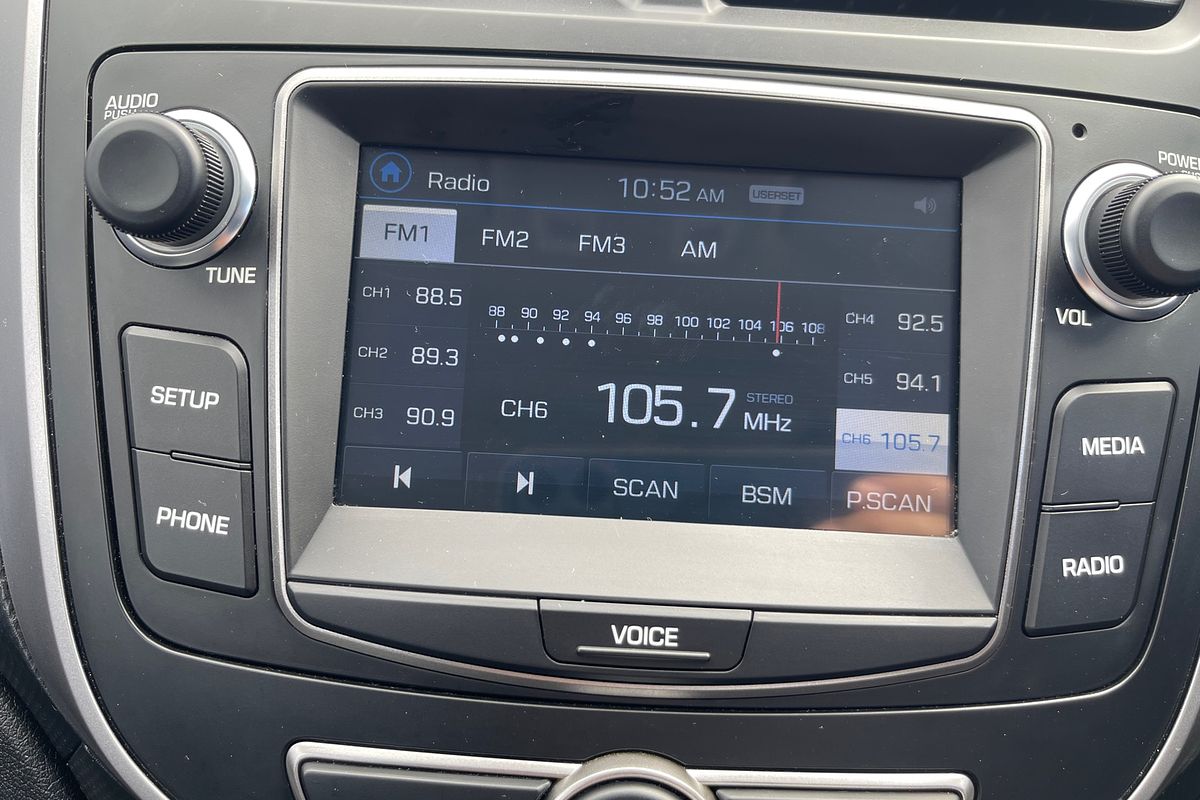 AUDIO
PUSH
TUNE
SETUP
PHONE
Radio 10:52 AM USERSET
FM1 FM2 FM3 AM
CH1 88.5
CH2 89.3
CH3 90.9
88 90 92 94 96 98 100 102 104 106 108
CH6 105.7 STEREO MHz
CH4 92.5
CH5 94.1
CH6 105.7
SCAN BSM P.SCAN
VOICE
POWER
VOL
MEDIA
RADIO